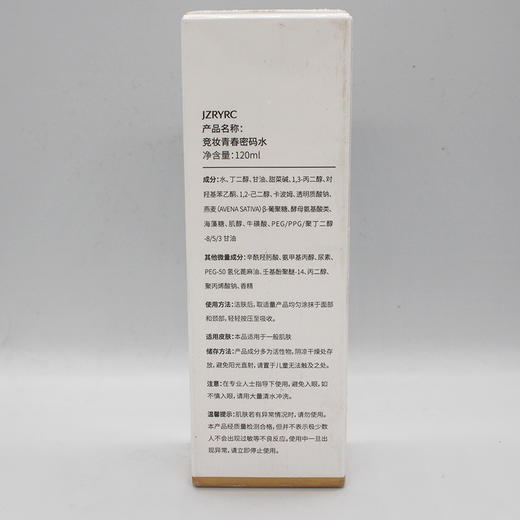 JZRYRC
产品名称:
竞妆青春密码水
净含量:120ml
成分:水、丁二醇、甘油、甜菜碱、1,3-丙二醇、对
羟基苯乙酮、1,2-己二醇、卡波姆、透明质酸钠、
燕麦(AVENA SATIVA) β-葡聚糖、酵母氨基酸类、
海藻糖、肌醇、牛磺酸、PEG/PPG/聚丁二醇
-8/5/3 甘油
其他微量成分:辛酰羟肟酸、氨甲基丙醇、尿素、
PEG-50 氢化蓖麻油、壬基酚聚醚-14、丙二醇、
聚丙烯酸钠、香精
使用方法:洁肤后，取适量产品均匀涂抹于面部
和颈部，轻轻按压至吸收。
适用皮肤:本品适用于一般肌肤
储存方法:产品成分多为活性物，阴凉干燥处存
放，避免阳光直射，请置于儿童无法触及之处。
注意:在专业人士指导下使用，避免入眼，如
不慎入眼，请用大量清水冲洗。
温馨提示:肌肤若有异常情况时，请勿使用。
本产品经质量检测合格，但并不表示极少数
人不会出现过敏等不良反应。使用中一旦出
现异常，请立即停止使用。